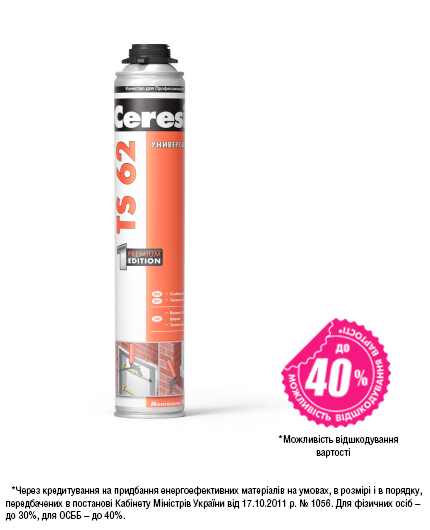 Качество для Профессионалов
Ceresit
TS 62
УНИВЕРСА
1 PREMIUM
EDITION
ДО
40%
МОЖЛИВІСТЬ ВІДШКОДУВАННЯ ВАРТОСТІ*
*Можливість відшкодування
вартості
*Через кредитування на придбання енергоефективних матеріалів на умовах, в розмірі і в порядку,
передбачених в постанові Кабінету Міністрів України від 17.10.2011 р. № 1056. Для фізичних осіб –
до 30%, для ОСББ – до 40%.